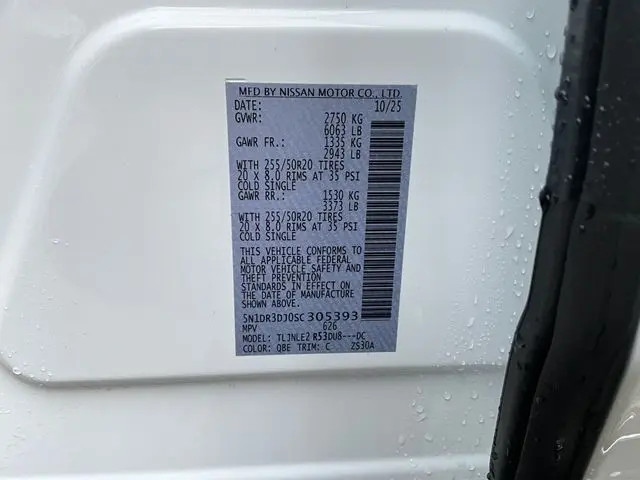 MFD BY NISSAN MOTOR CO., LTD.
DATE: 10/25
GVWR: 2750 KG
6063 LB
GAWR FR.: 1335 KG
2943 LB
WITH 255/50R20 TIRES
20 X 8.0 RIMS AT 35 PSI
COLD SINGLE
GAWR RR.: 1530 KG
3373 LB
WITH 255/50R20 TIRES
20 X 8.0 RIMS AT 35 PSI
COLD SINGLE
THIS VEHICLE CONFORMS TO
ALL APPLICABLE FEDERAL
MOTOR VEHICLE SAFETY AND
THEFT PREVENTION
STANDARDS IN EFFECT ON
THE DATE OF MANUFACTURE
SHOWN ABOVE.
5N1DR3DJ0SC305393
MPV 626
MODEL: TLJNLE2 R53DU8---DC
COLOR: QBE TRIM: C ZS30A